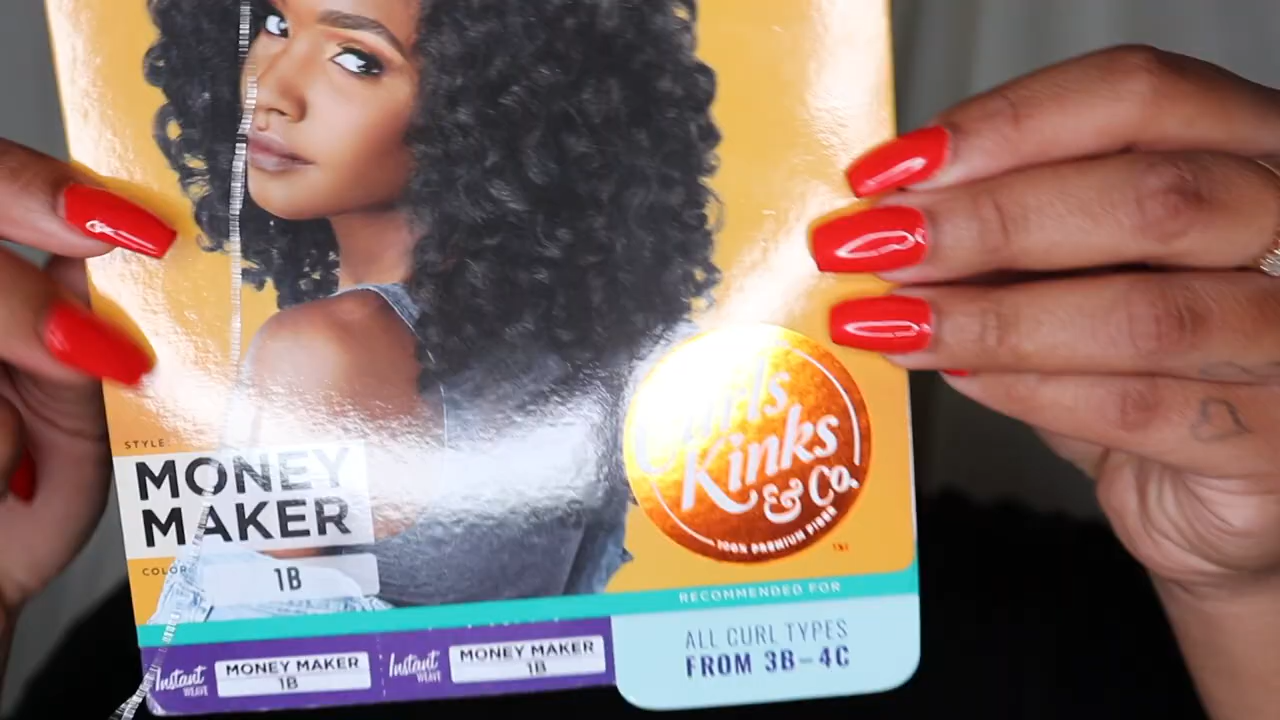 STYLE:
MONEY
MAKER
COLOR:
1B
Curls
Kinks
& Co.
100% PREMIUM FIBER
RECOMMENDED FOR
ALL CURL TYPES
FROM 3B-4C
Instant
WEAVE
MONEY MAKER
1B
Instant
WEAVE
MONEY MAKER
1B